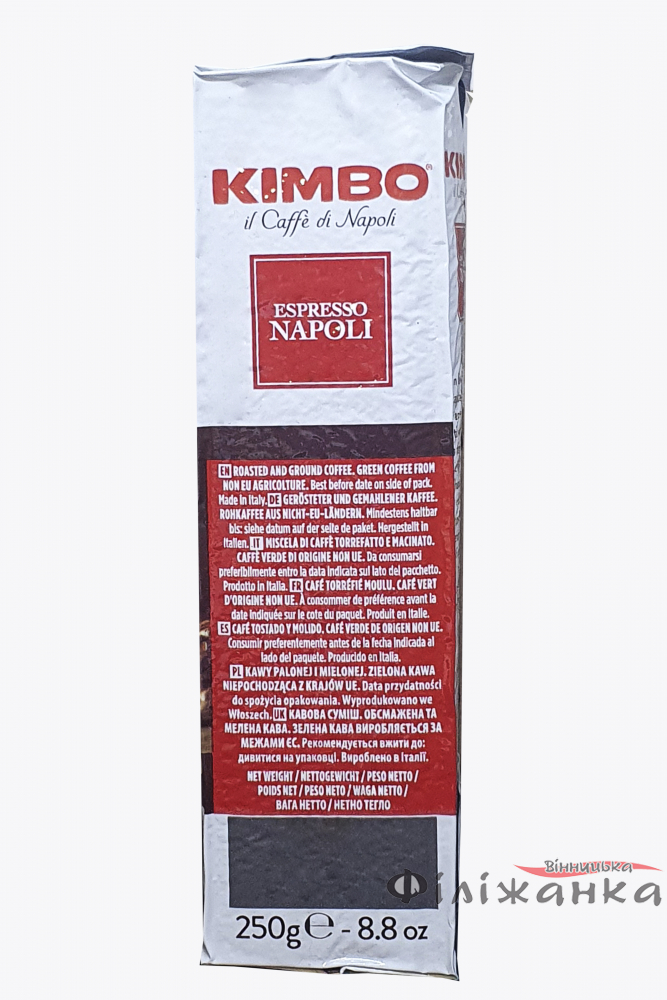 KIMBO®
il Caffè di Napoli
ESPRESSO
NAPOLI
EN ROASTED AND GROUND COFFEE. GREEN COFFEE FROM
NON EU AGRICOLTURE. Best before date on side of pack.
Made in Italy. DE GERÖSTETER UND GEMAHLENER KAFFEE.
ROHKAFFEE AUS NICHT-EU-LÄNDERN. Mindestens haltbar
bis: siehe datum auf der seite de paket. Hergestellt in
Italien. IT MISCELA DI CAFFÈ TORREFATTO E MACINATO.
CAFFÈ VERDE DI ORIGINE NON UE. Da consumarsi
preferibilmente entro la data indicata sul lato del pacchetto.
Prodotto in Italia. FR CAFÉ TORRÉFIÉ MOULU. CAFÉ VERT
D'ORIGINE NON UE. À consommer de préférence avant la
date indiquée sur le cote du paquet. Produit en Italie.
ES CAFÉ TOSTADO Y MOLIDO. CAFÉ VERDE DE ORIGEN NON UE.
Consumir preferentemente antes de la fecha indicada al
lado del paquete. Producido en Italia.
PL KAWY PALONEJ I MIELONEJ. ZIELONA KAWA
NIEPOCHODZĄCA Z KRAJÓW UE. Data przydatności
do spożycia opakowania. Wyprodukowano we
Włoszech. UK КАВОВА СУМІШ. ОБСМАЖЕНА ТА
МЕЛЕНА КАВА. ЗЕЛЕНА КАВА ВИРОБЛЯЄТЬСЯ ЗА
МЕЖАМИ ЄС. Рекомендується вжити до:
дивитися на упаковці. Вироблено в Італії.
NET WEIGHT / NETTOGEWICHT / PESO NETTO /
POIDS NET / PESO NETO / WAGA NETTO /
ВАГА НЕТТО / НЕТНО ТЕГЛО
250g℮ - 8.8 oz
KIM
Вінницька
Філіжанка